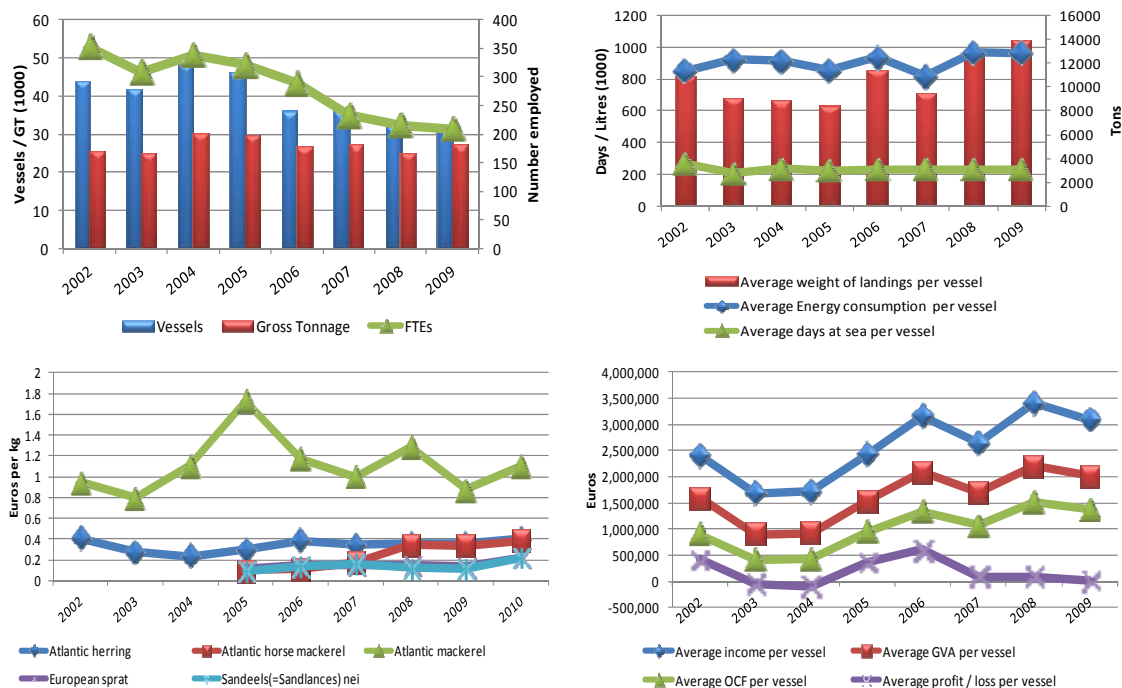 60
50
40
30
20
10
0
Vessels / GT (1000)
400
350
300
250
200
150
100
50
0
Number employed
2002 2003 2004 2005 2006 2007 2008 2009
Vessels Gross Tonnage FTEs
1200
1000
800
600
400
200
0
Days / Litres (1000)
16000
14000
12000
10000
8000
6000
4000
2000
0
Tons
2002 2003 2004 2005 2006 2007 2008 2009
Average weight of landings per vessel
Average Energy consumption per vessel
Average days at sea per vessel
2
1.8
1.6
1.4
1.2
1
0.8
0.6
0.4
0.2
0
Euros per kg
2002 2003 2004 2005 2006 2007 2008 2009 2010
Atlantic herring Atlantic horse mackerel Atlantic mackerel
European sprat Sandeels(=Sandlances) nei
4,000,000
3,500,000
3,000,000
2,500,000
2,000,000
1,500,000
1,000,000
500,000
0
-500,000
Euros
2002 2003 2004 2005 2006 2007 2008 2009
Average income per vessel Average GVA per vessel
Average OCF per vessel Average profit / loss per vessel